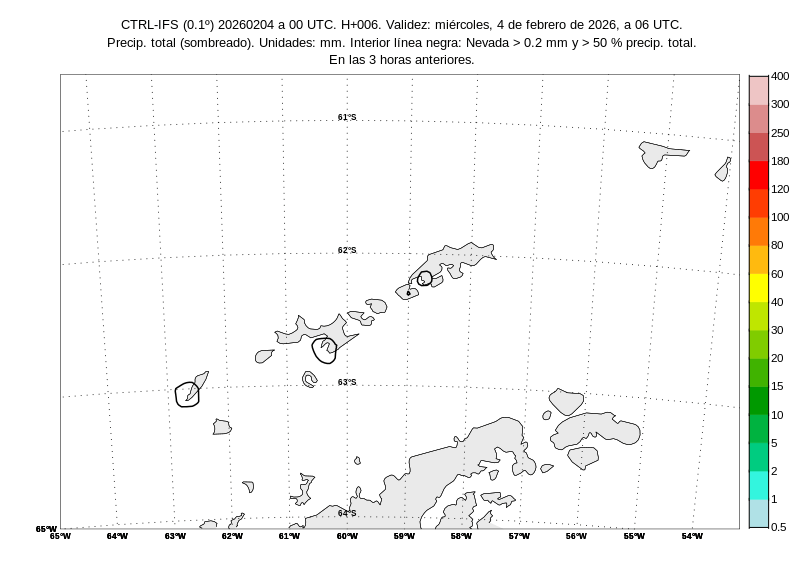 CTRL-IFS (0.1º) 20260204 a 00 UTC. H+006. Validez: miércoles, 4 de febrero de 2026, a 06 UTC.
Precip. total (sombreado). Unidades: mm. Interior línea negra: Nevada > 0.2 mm y > 50 % precip. total.
En las 3 horas anteriores.
400
300
250
180
120
100
80
60
40
30
20
15
10
5
2
1
0.5
61°S
62°S
63°S
64°S
65°W
65°W 64°W 63°W 62°W 61°W 60°W 59°W 58°W 57°W 56°W 55°W 54°W